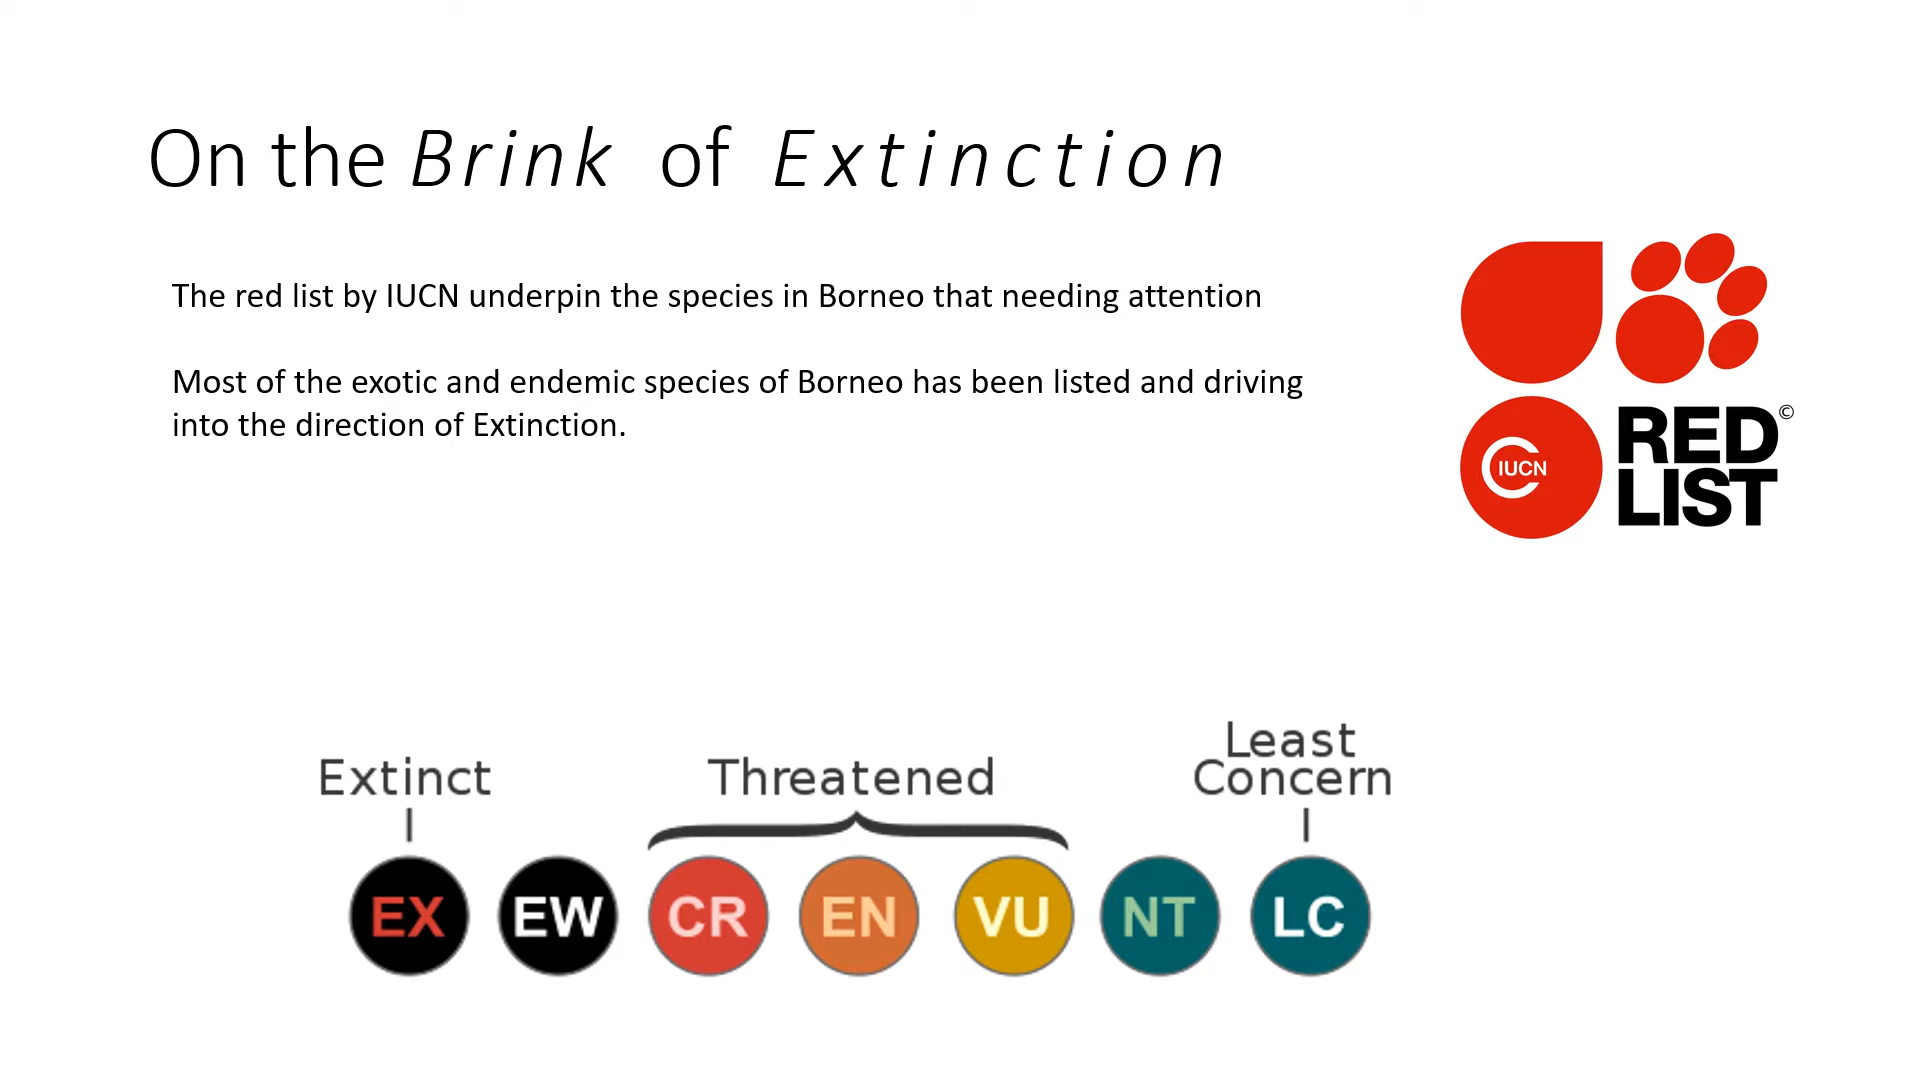 On the Brink of Extinction
The red list by IUCN underpin the species in Borneo that needing attention
Most of the exotic and endemic species of Borneo has been listed and driving
into the direction of Extinction.
IUCN
RED ©
LIST
Extinct
Threatened
Least
Concern
EX EW CR EN VU NT LC